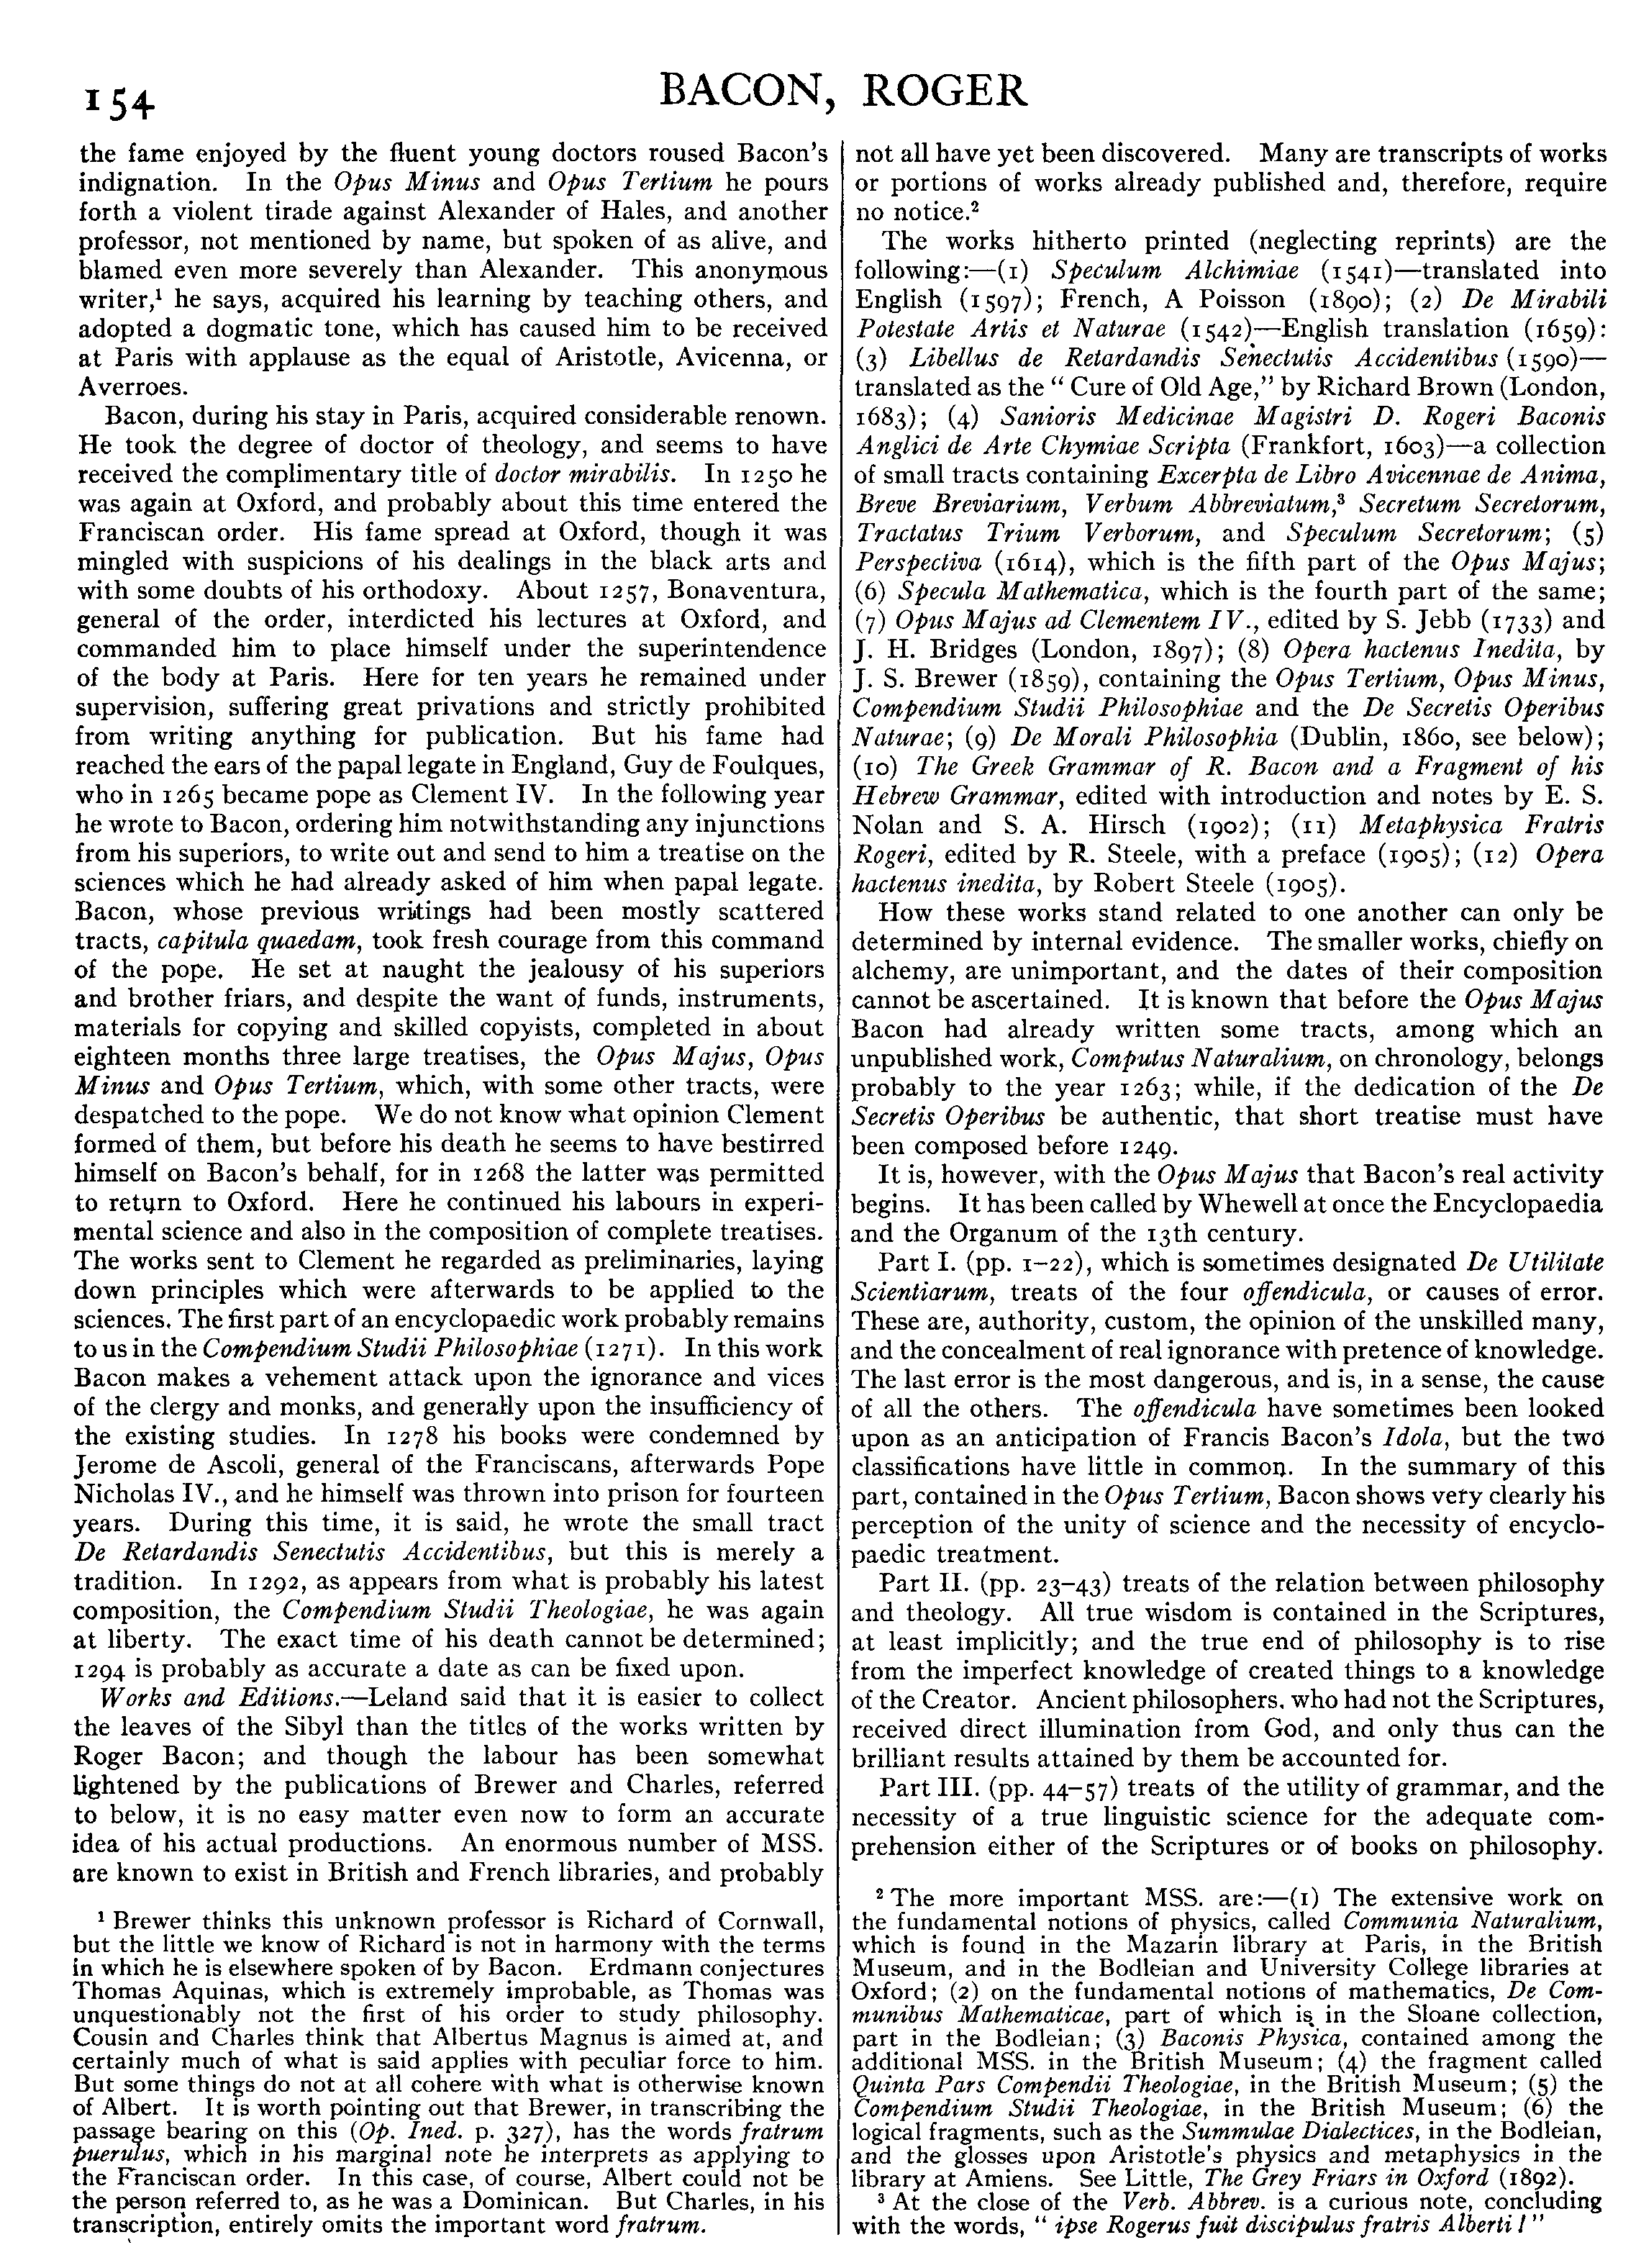 154
BACON, ROGER
the fame enjoyed by the fluent young doctors roused Bacon's
indignation. In the Opus Minus and Opus Tertium he pours
forth a violent tirade against Alexander of Hales, and another
professor, not mentioned by name, but spoken of as alive, and
blamed even more severely than Alexander. This anonymous
writer,¹ he says, acquired his learning by teaching others, and
adopted a dogmatic tone, which has caused him to be received
at Paris with applause as the equal of Aristotle, Avicenna, or
Averroes.
Bacon, during his stay in Paris, acquired considerable renown.
He took the degree of doctor of theology, and seems to have
received the complimentary title of doctor mirabilis. In 1250 he
was again at Oxford, and probably about this time entered the
Franciscan order. His fame spread at Oxford, though it was
mingled with suspicions of his dealings in the black arts and
with some doubts of his orthodoxy. About 1257, Bonaventura,
general of the order, interdicted his lectures at Oxford, and
commanded him to place himself under the superintendence
of the body at Paris. Here for ten years he remained under
supervision, suffering great privations and strictly prohibited
from writing anything for publication. But his fame had
reached the ears of the papal legate in England, Guy de Foulques,
who in 1265 became pope as Clement IV. In the following year
he wrote to Bacon, ordering him notwithstanding any injunctions
from his superiors, to write out and send to him a treatise on the
sciences which he had already asked of him when papal legate.
Bacon, whose previous writings had been mostly scattered
tracts, capitula quaedam, took fresh courage from this command
of the pope. He set at naught the jealousy of his superiors
and brother friars, and despite the want of funds, instruments,
materials for copying and skilled copyists, completed in about
eighteen months three large treatises, the Opus Majus, Opus
Minus and Opus Tertium, which, with some other tracts, were
despatched to the pope. We do not know what opinion Clement
formed of them, but before his death he seems to have bestirred
himself on Bacon's behalf, for in 1268 the latter was permitted
to return to Oxford. Here he continued his labours in experi-
mental science and also in the composition of complete treatises.
The works sent to Clement he regarded as preliminaries, laying
down principles which were afterwards to be applied to the
sciences. The first part of an encyclopaedic work probably remains
to us in the Compendium Studii Philosophiae (1271). In this work
Bacon makes a vehement attack upon the ignorance and vices
of the clergy and monks, and generally upon the insufficiency of
the existing studies. In 1278 his books were condemned by
Jerome de Ascoli, general of the Franciscans, afterwards Pope
Nicholas IV., and he himself was thrown into prison for fourteen
years. During this time, it is said, he wrote the small tract
De Retardandis Senectutis Accidentibus, but this is merely a
tradition. In 1292, as appears from what is probably his latest
composition, the Compendium Studii Theologiae, he was again
at liberty. The exact time of his death cannot be determined;
1294 is probably as accurate a date as can be fixed upon.
Works and Editions.—Leland said that it is easier to collect
the leaves of the Sibyl than the titles of the works written by
Roger Bacon; and though the labour has been somewhat
lightened by the publications of Brewer and Charles, referred
to below, it is no easy matter even now to form an accurate
idea of his actual productions. An enormous number of MSS.
are known to exist in British and French libraries, and probably
¹ Brewer thinks this unknown professor is Richard of Cornwall,
but the little we know of Richard is not in harmony with the terms
in which he is elsewhere spoken of by Bacon. Erdmann conjectures
Thomas Aquinas, which is extremely improbable, as Thomas was
unquestionably not the first of his order to study philosophy.
Cousin and Charles think that Albertus Magnus is aimed at, and
certainly much of what is said applies with peculiar force to him.
But some things do not at all cohere with what is otherwise known
of Albert. It is worth pointing out that Brewer, in transcribing the
passage bearing on this (Op. Ined. p. 327), has the words fratrum
puerulus, which in his marginal note he interprets as applying to
the Franciscan order. In this case, of course, Albert could not be
the person referred to, as he was a Dominican. But Charles, in his
transcription, entirely omits the important word fratrum.
not all have yet been discovered. Many are transcripts of works
or portions of works already published and, therefore, require
no notice.²
The works hitherto printed (neglecting reprints) are the
following:—(1) Speculum Alchimiae (1541)—translated into
English (1597); French, A Poisson (1890); (2) De Mirabili
Potestate Artis et Naturae (1542)—English translation (1659):
(3) Libellus de Retardandis Senectutis Accidentibus (1590)—
translated as the " Cure of Old Age," by Richard Brown (London,
1683); (4) Sanioris Medicinae Magistri D. Rogeri Baconis
Anglici de Arte Chymiae Scripta (Frankfort, 1603)—a collection
of small tracts containing Excerpta de Libro Avicennae de Anima,
Breve Breviarium, Verbum Abbreviatum,³ Secretum Secretorum,
Tractatus Trium Verborum, and Speculum Secretorum; (5)
Perspectiva (1614), which is the fifth part of the Opus Majus;
(6) Specula Mathematica, which is the fourth part of the same;
(7) Opus Majus ad Clementem IV., edited by S. Jebb (1733) and
J. H. Bridges (London, 1897); (8) Opera hactenus Inedita, by
J. S. Brewer (1859), containing the Opus Tertium, Opus Minus,
Compendium Studii Philosophiae and the De Secretis Operibus
Naturae; (9) De Morali Philosophia (Dublin, 1860, see below);
(10) The Greek Grammar of R. Bacon and a Fragment of his
Hebrew Grammar, edited with introduction and notes by E. S.
Nolan and S. A. Hirsch (1902); (11) Metaphysica Fratris
Rogeri, edited by R. Steele, with a preface (1905); (12) Opera
hactenus inedita, by Robert Steele (1905).
How these works stand related to one another can only be
determined by internal evidence. The smaller works, chiefly on
alchemy, are unimportant, and the dates of their composition
cannot be ascertained. It is known that before the Opus Majus
Bacon had already written some tracts, among which an
unpublished work, Computus Naturalium, on chronology, belongs
probably to the year 1263; while, if the dedication of the De
Secretis Operibus be authentic, that short treatise must have
been composed before 1249.
It is, however, with the Opus Majus that Bacon's real activity
begins. It has been called by Whewell at once the Encyclopaedia
and the Organum of the 13th century.
Part I. (pp. 1–22), which is sometimes designated De Utilitate
Scientiarum, treats of the four offendicula, or causes of error.
These are, authority, custom, the opinion of the unskilled many,
and the concealment of real ignorance with pretence of knowledge.
The last error is the most dangerous, and is, in a sense, the cause
of all the others. The offendicula have sometimes been looked
upon as an anticipation of Francis Bacon's Idola, but the two
classifications have little in common. In the summary of this
part, contained in the Opus Tertium, Bacon shows very clearly his
perception of the unity of science and the necessity of encyclo-
paedic treatment.
Part II. (pp. 23–43) treats of the relation between philosophy
and theology. All true wisdom is contained in the Scriptures,
at least implicitly; and the true end of philosophy is to rise
from the imperfect knowledge of created things to a knowledge
of the Creator. Ancient philosophers, who had not the Scriptures,
received direct illumination from God, and only thus can the
brilliant results attained by them be accounted for.
Part III. (pp. 44–57) treats of the utility of grammar, and the
necessity of a true linguistic science for the adequate com-
prehension either of the Scriptures or of books on philosophy.
² The more important MSS. are:—(1) The extensive work on
the fundamental notions of physics, called Communia Naturalium,
which is found in the Mazarin library at Paris, in the British
Museum, and in the Bodleian and University College libraries at
Oxford; (2) on the fundamental notions of mathematics, De Com-
munibus Mathematicae, part of which is in the Sloane collection,
part in the Bodleian; (3) Baconis Physica, contained among the
additional MSS. in the British Museum; (4) the fragment called
Quinta Pars Compendii Theologiae, in the British Museum; (5) the
Compendium Studii Theologiae, in the British Museum; (6) the
logical fragments, such as the Summulae Dialectices, in the Bodleian,
and the glosses upon Aristotle's physics and metaphysics in the
library at Amiens. See Little, The Grey Friars in Oxford (1892).
³ At the close of the Verb. Abbrev. is a curious note, concluding
with the words, " ipse Rogerus fuit discipulus fratris Alberti!"